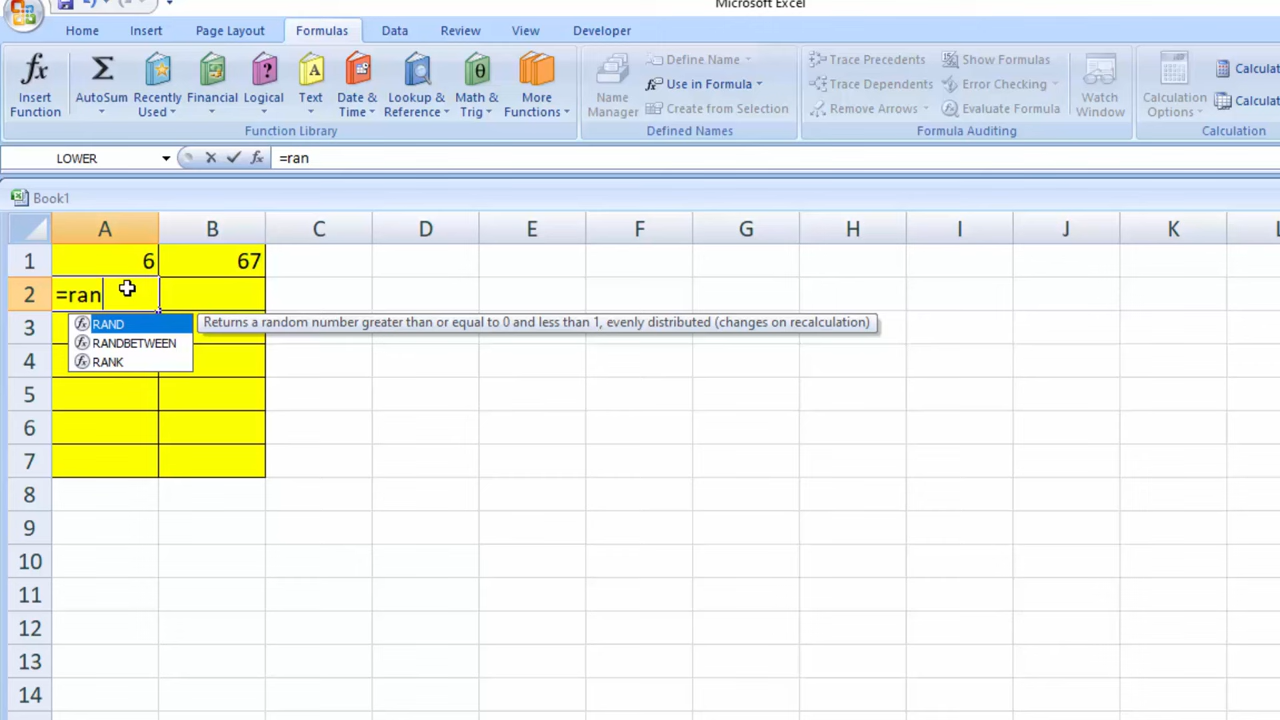 Microsoft Excel
Home Insert Page Layout Formulas Data Review View Developer
fx Σ ? A θ
Insert Function AutoSum Recently Used Financial Logical Text Date & Time Lookup & Reference Math & Trig More Functions
Function Library
Name Manager
Define Name
Use in Formula
Create from Selection
Defined Names
Trace Precedents Show Formulas
Trace Dependents Error Checking
Remove Arrows Evaluate Formula
Watch Window
Formula Auditing
Calculation Options
Calculat
Calculat
Calculation
LOWER fx =ran
Book1
A B C D E F G H I J K L
1 6 67
2 =ran
3 fx RAND Returns a random number greater than or equal to 0 and less than 1, evenly distributed (changes on recalculation)
fx RANDBETWEEN
4 fx RANK
5
6
7
8
9
10
11
12
13
14